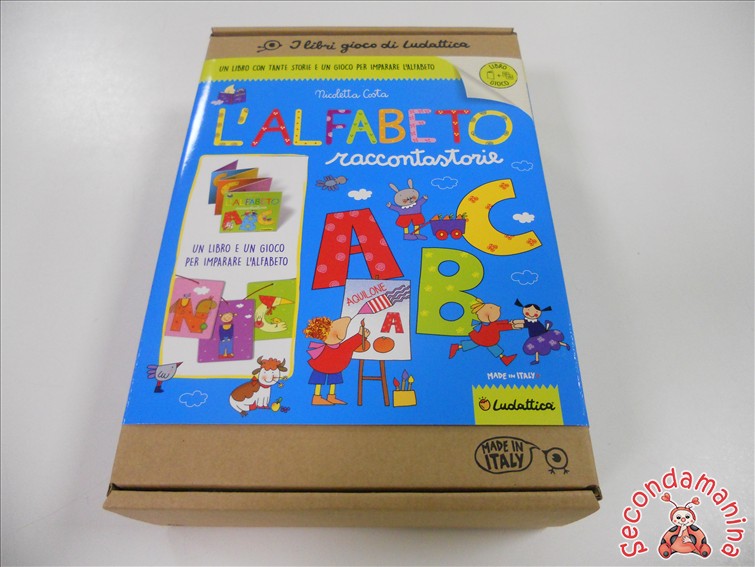 I libri gioco di Ludattica
UN LIBRO CON TANTE STORIE E UN GIOCO PER IMPARARE L'ALFABETO
LIBRO
+
GIOCO
Nicoletta Costa
L'ALFABETO
raccontastorie
L'ALFABETO
A B C
UN LIBRO E UN GIOCO
PER IMPARARE L'ALFABETO
A B C
AQUILONE
A
N
MADE IN ITALY
Ludattica
MADE IN
ITALY
Secondamanina